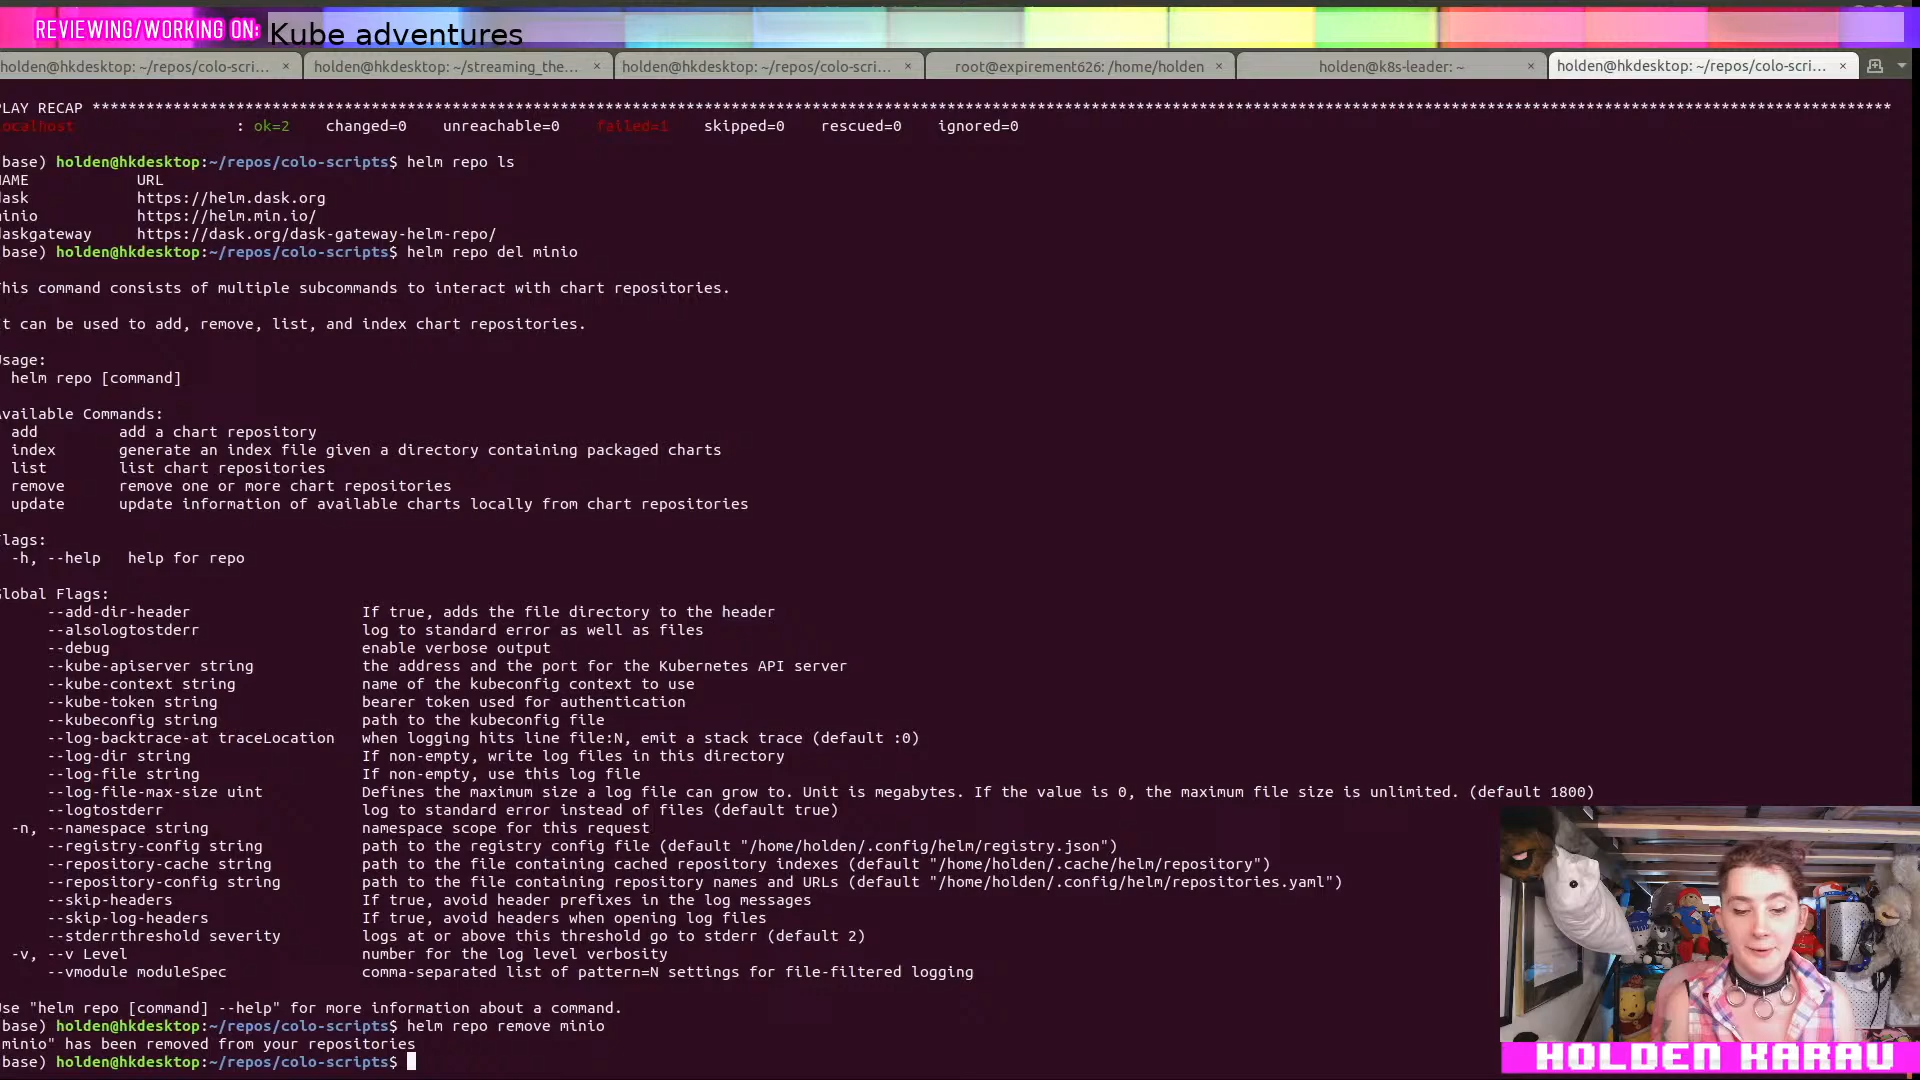 REVIEWING/WORKING ON: Kube adventures
holden@hkdesktop: ~/repos/colo-scri... × holden@hkdesktop: ~/streaming_the... × holden@hkdesktop: ~/repos/colo-scri... × root@expirement626: /home/holden × holden@k8s-leader: ~ × holden@hkdesktop: ~/repos/colo-scri... ×
PLAY RECAP ****************************************************************************************************************************************************************************************************
localhost : ok=2 changed=0 unreachable=0 failed=1 skipped=0 rescued=0 ignored=0
base) holden@hkdesktop:~/repos/colo-scripts$ helm repo ls
NAME URL
dask https://helm.dask.org
minio https://helm.min.io/
daskgateway https://dask.org/dask-gateway-helm-repo/
base) holden@hkdesktop:~/repos/colo-scripts$ helm repo del minio
This command consists of multiple subcommands to interact with chart repositories.
It can be used to add, remove, list, and index chart repositories.
Usage:
helm repo [command]
Available Commands:
add add a chart repository
index generate an index file given a directory containing packaged charts
list list chart repositories
remove remove one or more chart repositories
update update information of available charts locally from chart repositories
Flags:
-h, --help help for repo
Global Flags:
--add-dir-header If true, adds the file directory to the header
--alsologtostderr log to standard error as well as files
--debug enable verbose output
--kube-apiserver string the address and the port for the Kubernetes API server
--kube-context string name of the kubeconfig context to use
--kube-token string bearer token used for authentication
--kubeconfig string path to the kubeconfig file
--log-backtrace-at traceLocation when logging hits line file:N, emit a stack trace (default :0)
--log-dir string If non-empty, write log files in this directory
--log-file string If non-empty, use this log file
--log-file-max-size uint Defines the maximum size a log file can grow to. Unit is megabytes. If the value is 0, the maximum file size is unlimited. (default 1800)
--logtostderr log to standard error instead of files (default true)
-n, --namespace string namespace scope for this request
--registry-config string path to the registry config file (default "/home/holden/.config/helm/registry.json")
--repository-cache string path to the file containing cached repository indexes (default "/home/holden/.cache/helm/repository")
--repository-config string path to the file containing repository names and URLs (default "/home/holden/.config/helm/repositories.yaml")
--skip-headers If true, avoid header prefixes in the log messages
--skip-log-headers If true, avoid headers when opening log files
--stderrthreshold severity logs at or above this threshold go to stderr (default 2)
-v, --v Level number for the log level verbosity
--vmodule moduleSpec comma-separated list of pattern=N settings for file-filtered logging
Use "helm repo [command] --help" for more information about a command.
base) holden@hkdesktop:~/repos/colo-scripts$ helm repo remove minio
minio" has been removed from your repositories
base) holden@hkdesktop:~/repos/colo-scripts$
HOLDEN KARAU